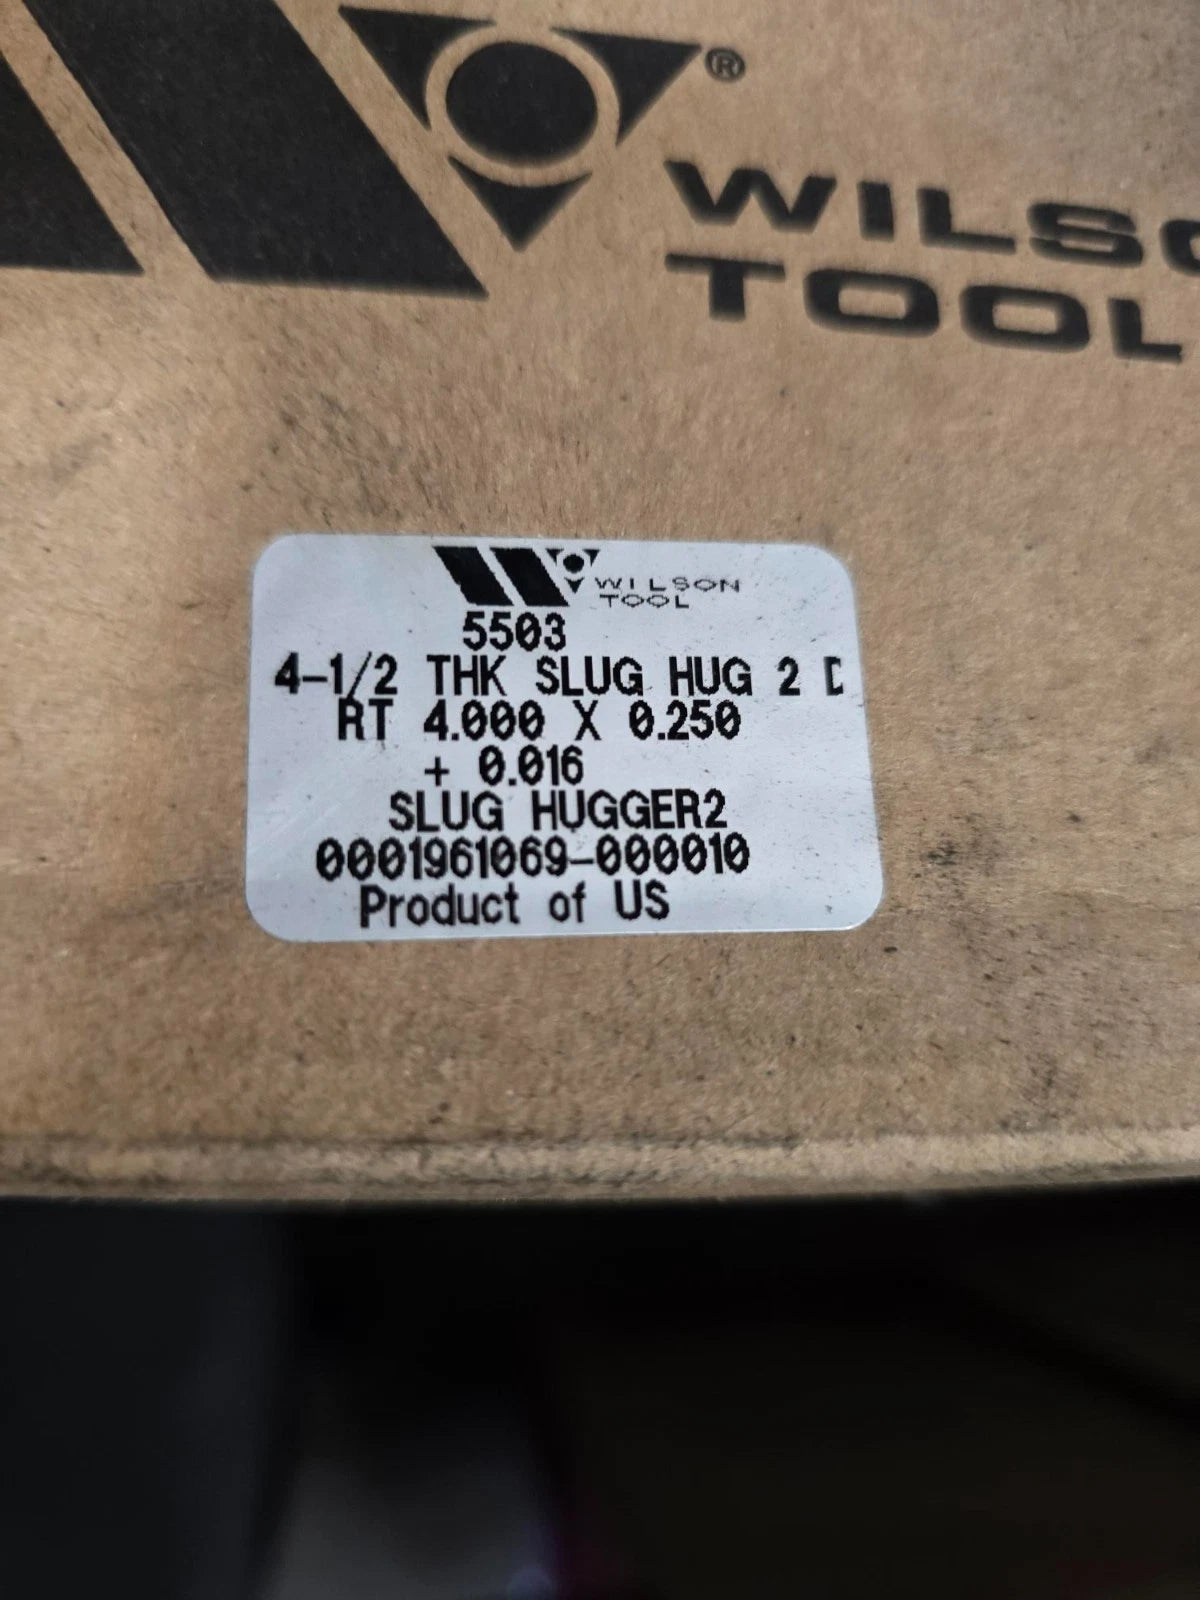 ®
WILSO
TOOL
WILSON
TOOL
5503
4-1/2 THK SLUG HUG 2 D
RT 4.000 X 0.250
+ 0.016
SLUG HUGGER2
0001961069-000010
Product of US